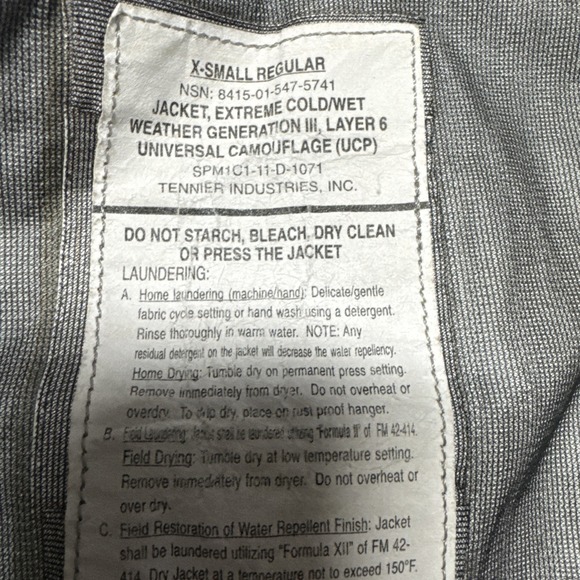 X-SMALL REGULAR
NSN: 8415-01-547-5741
JACKET, EXTREME COLD/WET
WEATHER GENERATION III, LAYER 6
UNIVERSAL CAMOUFLAGE (UCP)
SPM1C1-11-D-1071
TENNIER INDUSTRIES, INC.
DO NOT STARCH, BLEACH, DRY CLEAN
OR PRESS THE JACKET
LAUNDERING:
A. Home laundering (machine/hand): Delicate/gentle
fabric cycle setting or hand wash using a detergent.
Rinse thoroughly in warm water. NOTE: Any
residual detergent on the jacket will decrease the water repellency.
Home Drying: Tumble dry on permanent press setting.
Remove immediately from dryer. Do not overheat or
overdry. To drip dry, place on rust proof hanger.
B. Field Laundering: Jacket shall be laundered utilizing "Formula II" of FM 42-414.
Field Drying: Tumble dry at low temperature setting.
Remove immediately from dryer. Do not overheat or
over dry.
C. Field Restoration of Water Repellent Finish: Jacket
shall be laundered utilizing "Formula XII" of FM 42-
414. Dry Jacket at a temperature not to exceed 150°F.